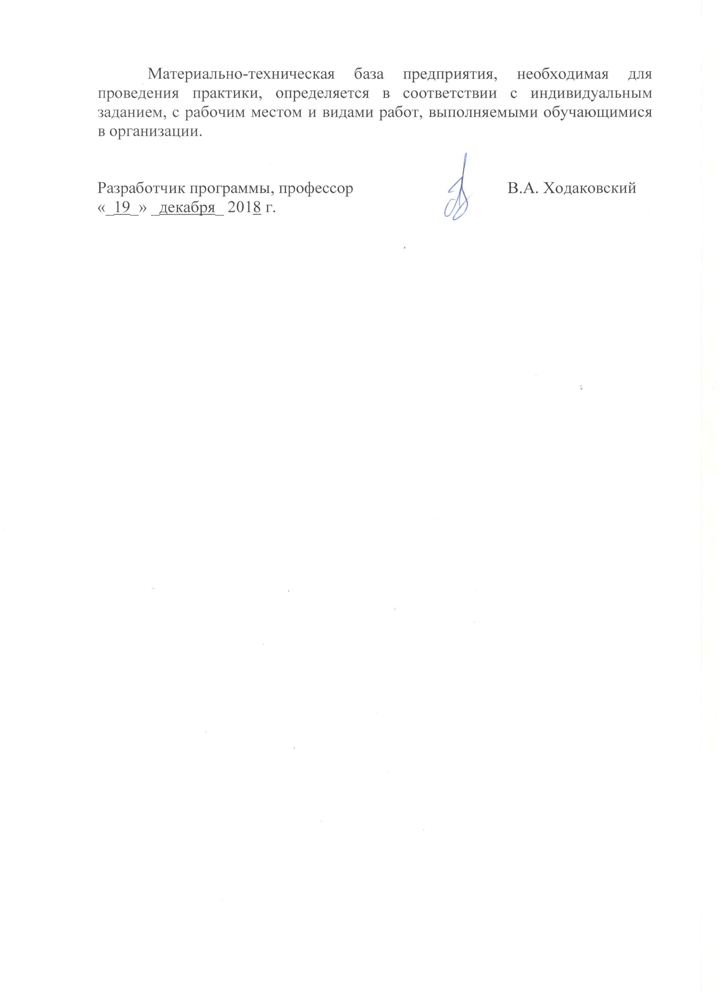 Материально-техническая база предприятия, необходимая для
проведения практики, определяется в соответствии с индивидуальным
заданием, с рабочим местом и видами работ, выполняемыми обучающимися
в организации.
Разработчик программы, профессор В.А. Ходаковский
«_19_» _декабря_ 2018 г.